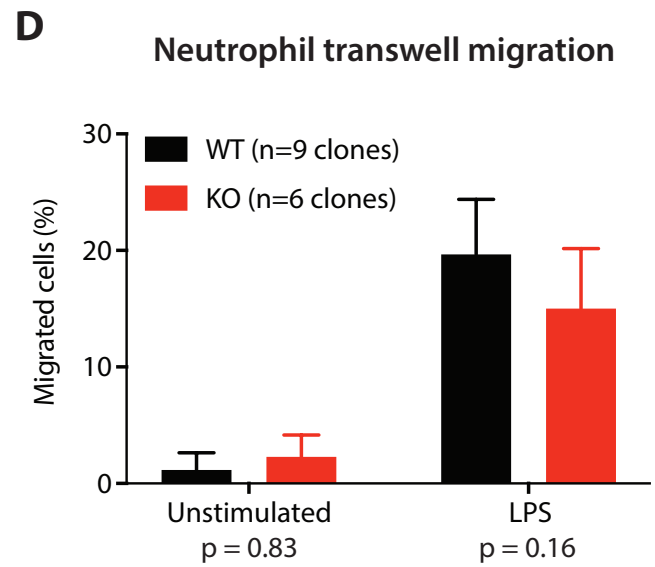 D
Neutrophil transwell migration
30
WT (n=9 clones)
KO (n=6 clones)
20
10
0
Migrated cells (%)
Unstimulated
LPS
p = 0.83
p = 0.16